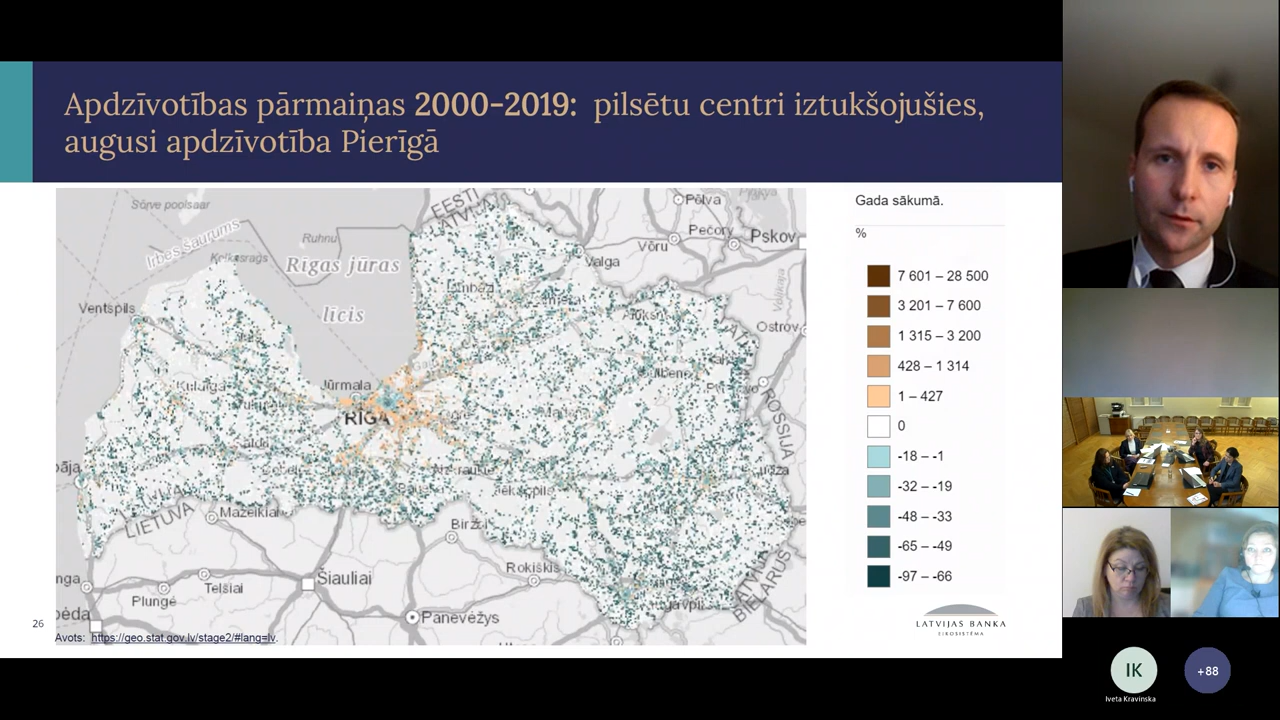 Apdzīvotības pārmaiņas 2000-2019: pilsētu centri iztukšojušies,
augusi apdzīvotība Pierīgā
Sõrve poolsaar
Irbes šaurums
Kolkasrags
Ruhnu
Rīgas jūras
līcis
EESTI
Põlva
Pečory
Võru
Pskov
Valga
Ventspils
Ostrov
Jūrmala
RĪGA
ROSSIJA
LIETUVA
Mažeikiai
Biržai
Rokiškis
Telšiai
Šiauliai
Plungė
Panevėžys
BIELARUS
Gada sākumā.
%
7 601 – 28 500
3 201 – 7 600
1 315 – 3 200
428 – 1 314
1 – 427
0
-18 – -1
-32 – -19
-48 – -33
-65 – -49
-97 – -66
LATVIJAS BANKA
EIROSISTĒMA
26
Avots: https://geo.stat.gov.lv/stage2/#lang=lv.
IK
+88
Iveta Kravinska